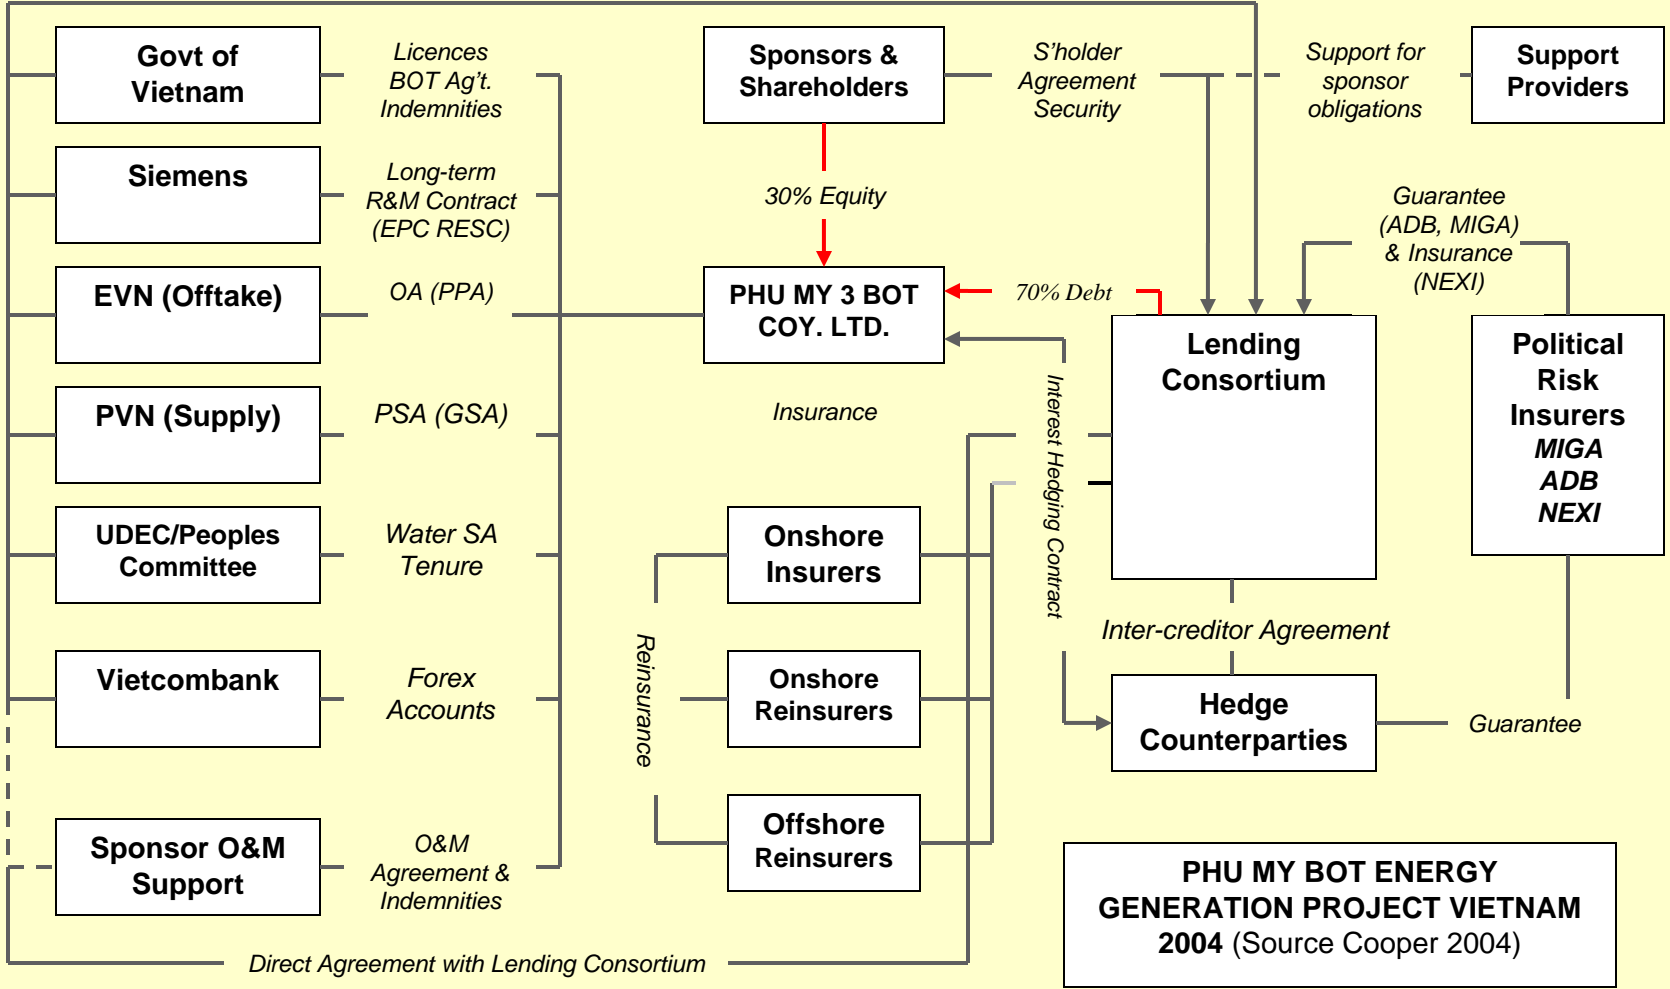 Govt of
Vietnam
Licences
BOT Ag’t.
Indemnities
Sponsors &
Shareholders
S’holder
Agreement
Security
Support for
sponsor
obligations
Support
Providers
Siemens
Long-term
R&M Contract
(EPC RESC)
30% Equity
Guarantee
(ADB, MIGA)
& Insurance
(NEXI)
EVN (Offtake)
OA (PPA)
PHU MY 3 BOT
COY. LTD.
70% Debt
Lending
Consortium
Political
Risk
Insurers
MIGA
ADB
NEXI
PVN (Supply)
PSA (GSA)
Insurance
Interest Hedging Contract
UDEC/Peoples
Committee
Water SA
Tenure
Onshore
Insurers
Inter-creditor Agreement
Reinsurance
Vietcombank
Forex
Accounts
Onshore
Reinsurers
Hedge
Counterparties
Guarantee
Sponsor O&M
Support
O&M
Agreement &
Indemnities
Offshore
Reinsurers
PHU MY BOT ENERGY
GENERATION PROJECT VIETNAM
2004 (Source Cooper 2004)
Direct Agreement with Lending Consortium